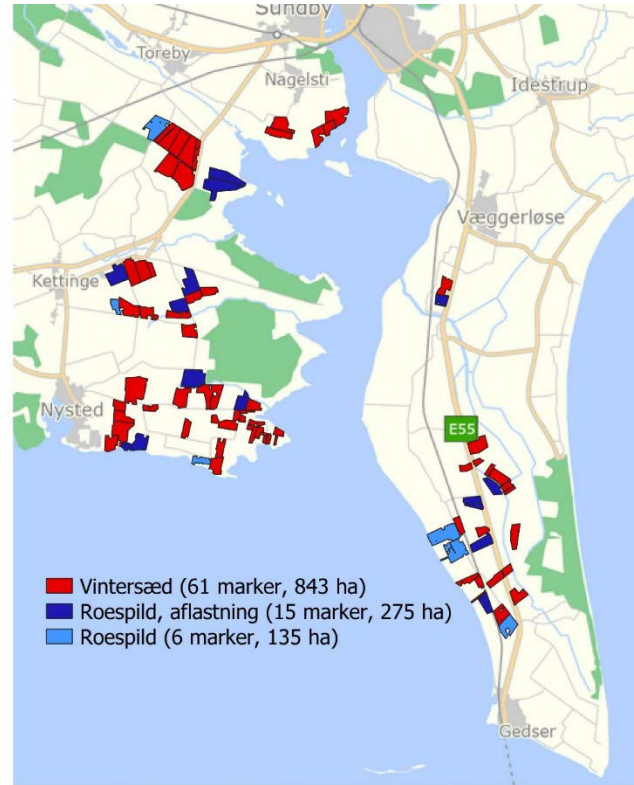 Sundby
Toreby
Nagelsti
Idestrup
Væggerløse
Kettinge
Nysted
E55
Vintersæd (61 marker, 843 ha)
Roespild, aflastning (15 marker, 275 ha)
Roespild (6 marker, 135 ha)
Gedser